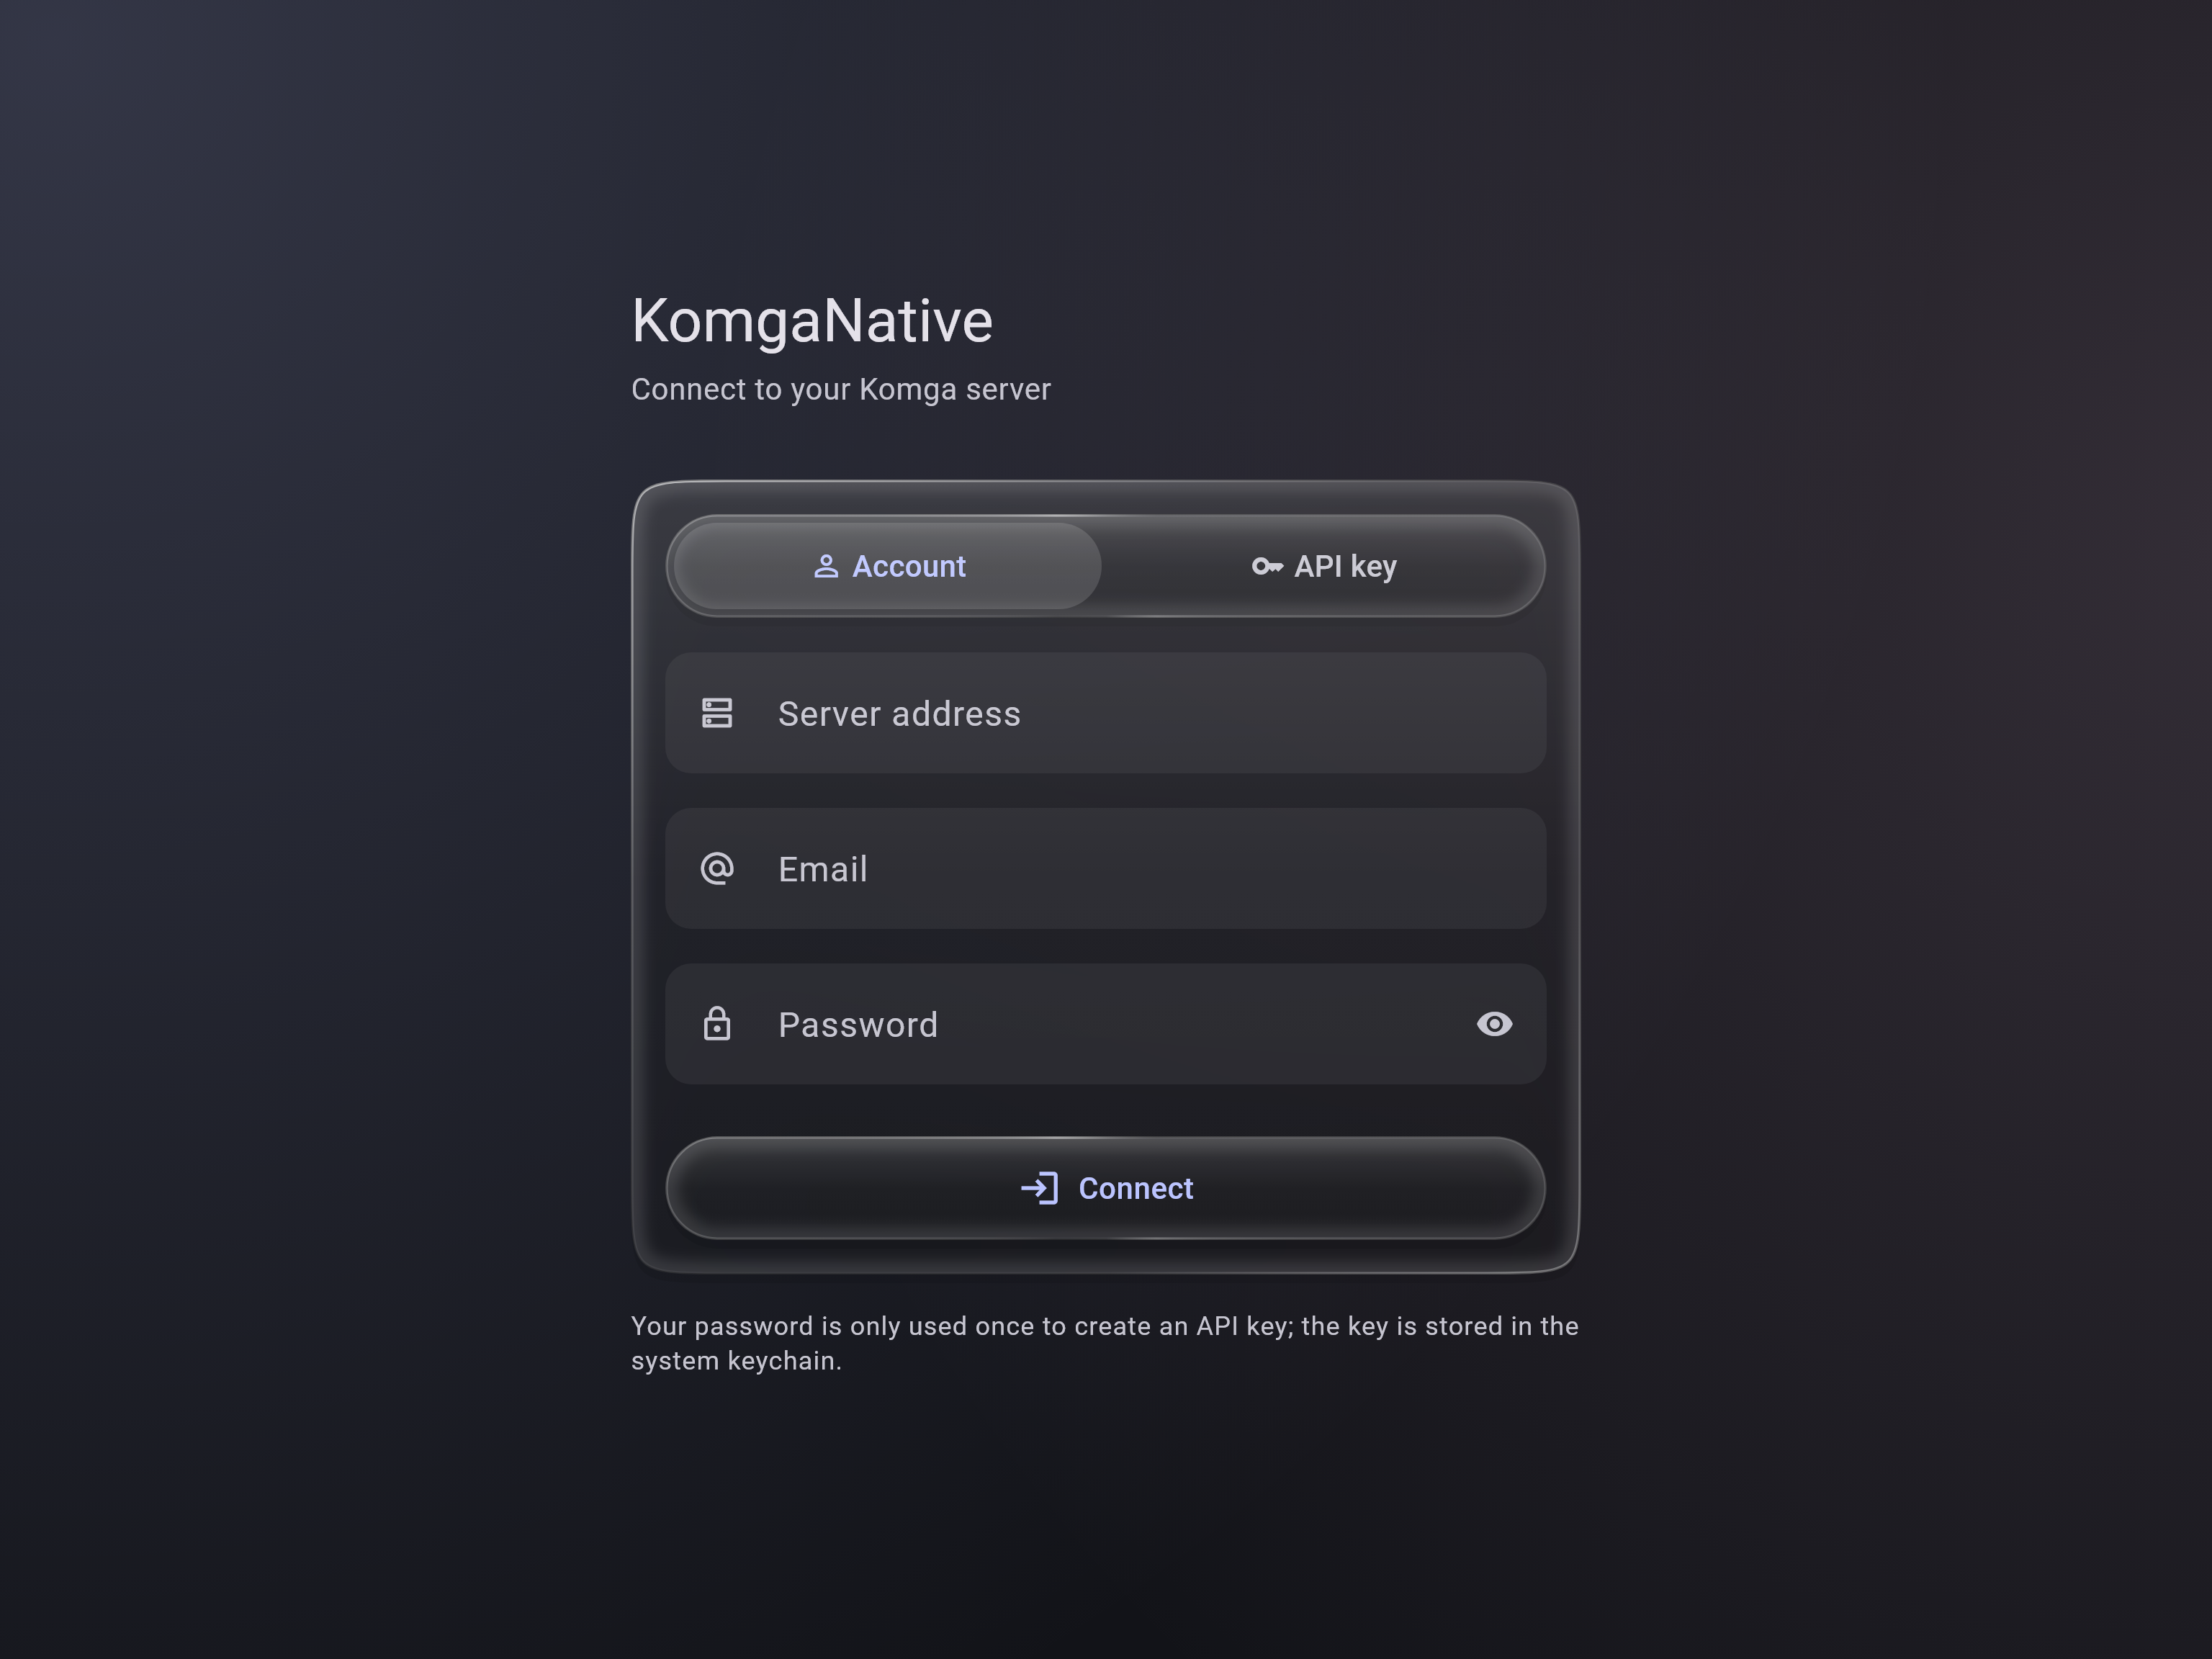 KomgaNative
Connect to your Komga server
Account
API key
Server address
Email
Password
Connect
Your password is only used once to create an API key; the key is stored in the
system keychain.